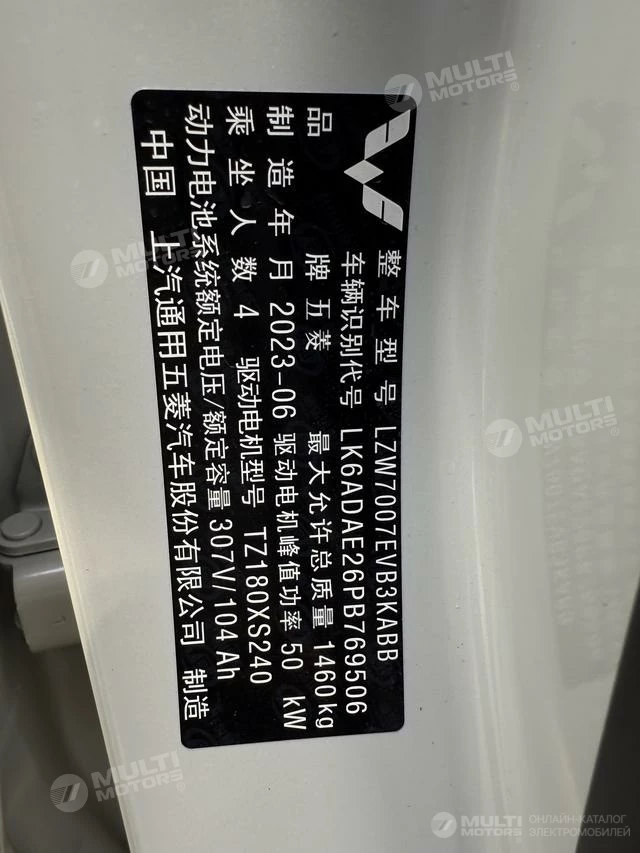 整车型号 LZW7007EVB3KABB
车辆识别代号 LK6ADAE26PB769506
品牌 五菱 最大允许总质量 1460kg
制造年月 2023-06 驱动电机峰值功率 50 kW
乘坐人数 4 驱动电机型号 TZ180XS240
动力电池系统额定电压/额定容量 307V/104Ah
中国 上汽通用五菱汽车股份有限公司 制造
MULTI
MOTORS®
MULTI
MOTORS®
MULTI
MOTORS®
MULTI
MOTORS®
MULTI
MOTORS®
ОНЛАЙН-КАТАЛОГ
ЭЛЕКТРОМОБИЛЕЙ